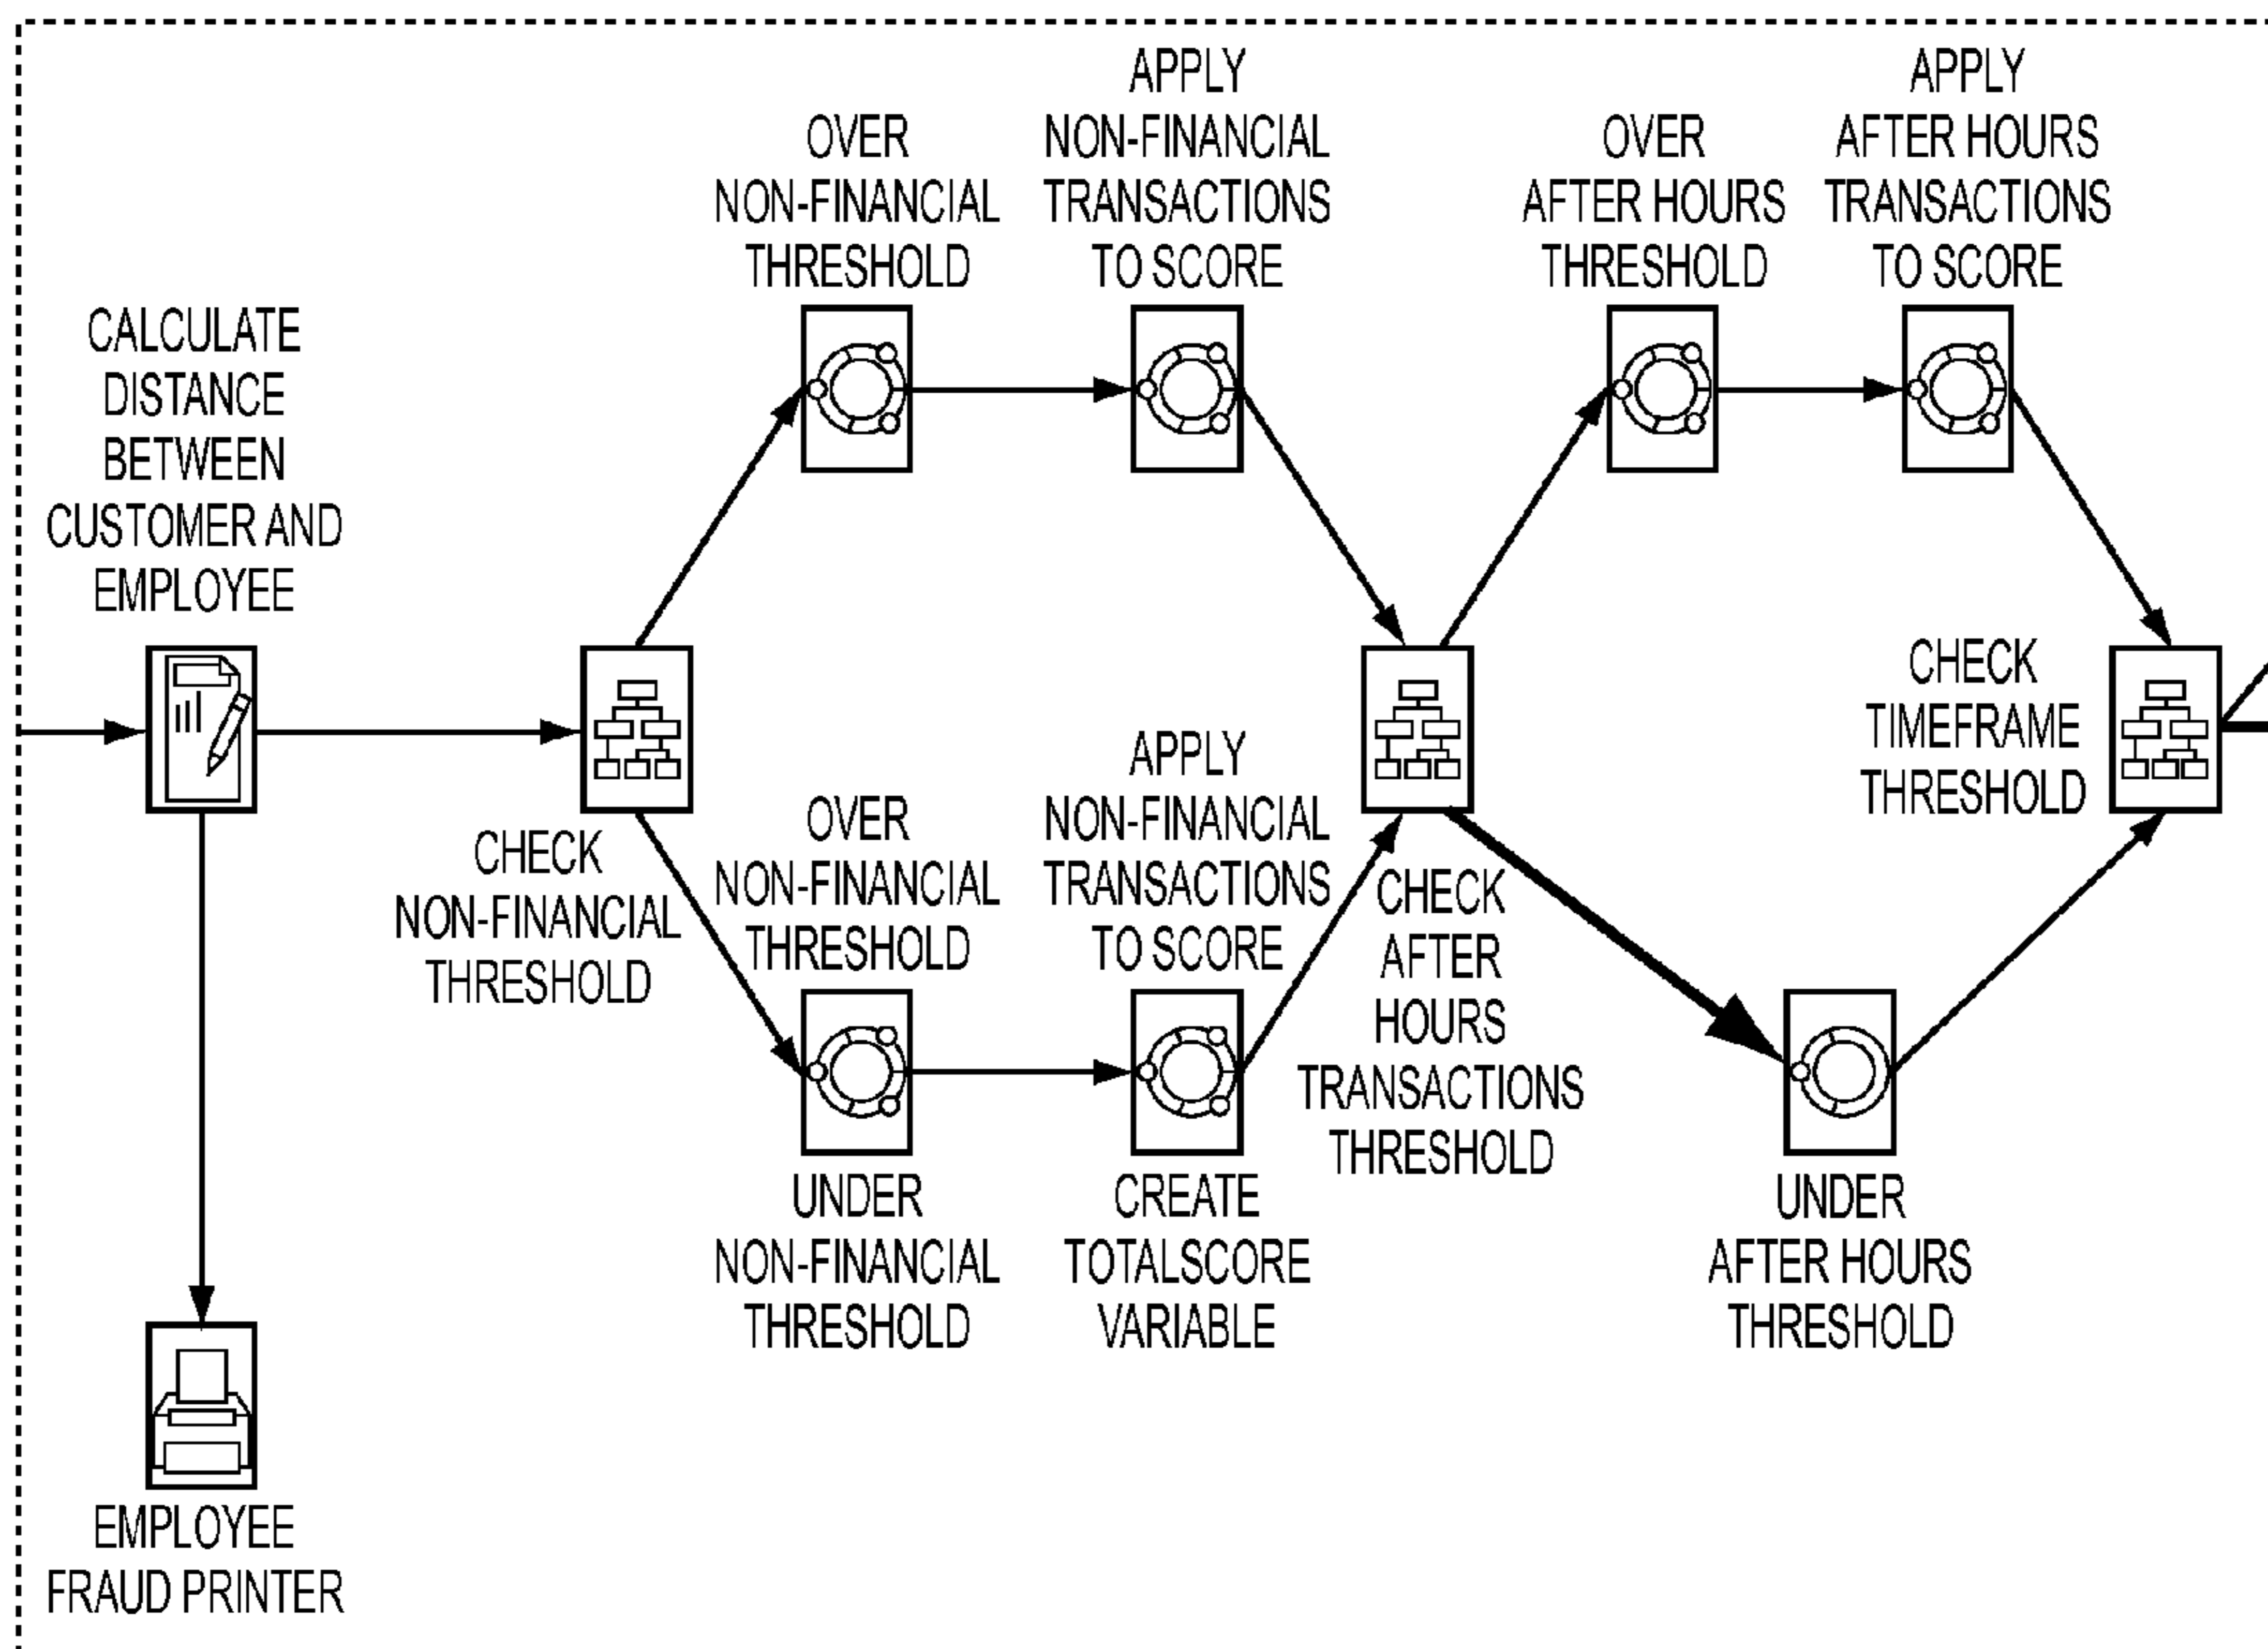 CALCULATE
DISTANCE
BETWEEN
CUSTOMER AND
EMPLOYEE
EMPLOYEE
FRAUD PRINTER
CHECK
NON-FINANCIAL
THRESHOLD
OVER
NON-FINANCIAL
THRESHOLD
APPLY
NON-FINANCIAL
TRANSACTIONS
TO SCORE
OVER
NON-FINANCIAL
THRESHOLD
UNDER
NON-FINANCIAL
THRESHOLD
APPLY
NON-FINANCIAL
TRANSACTIONS
TO SCORE
CREATE
TOTALSCORE
VARIABLE
CHECK
AFTER
HOURS
TRANSACTIONS
THRESHOLD
OVER
AFTER HOURS
THRESHOLD
APPLY
AFTER HOURS
TRANSACTIONS
TO SCORE
UNDER
AFTER HOURS
THRESHOLD
CHECK
TIMEFRAME
THRESHOLD